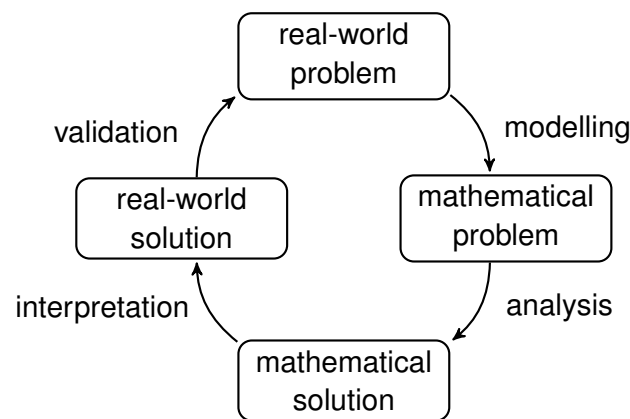 real-world
problem
validation
modelling
real-world
solution
mathematical
problem
interpretation
analysis
mathematical
solution